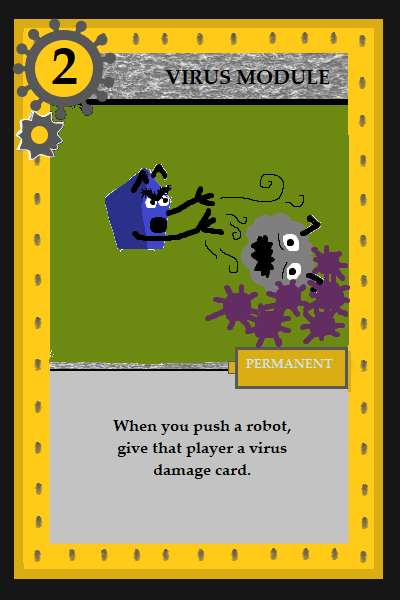 2
VIRUS MODULE
PERMANENT
When you push a robot,
give that player a virus
damage card.